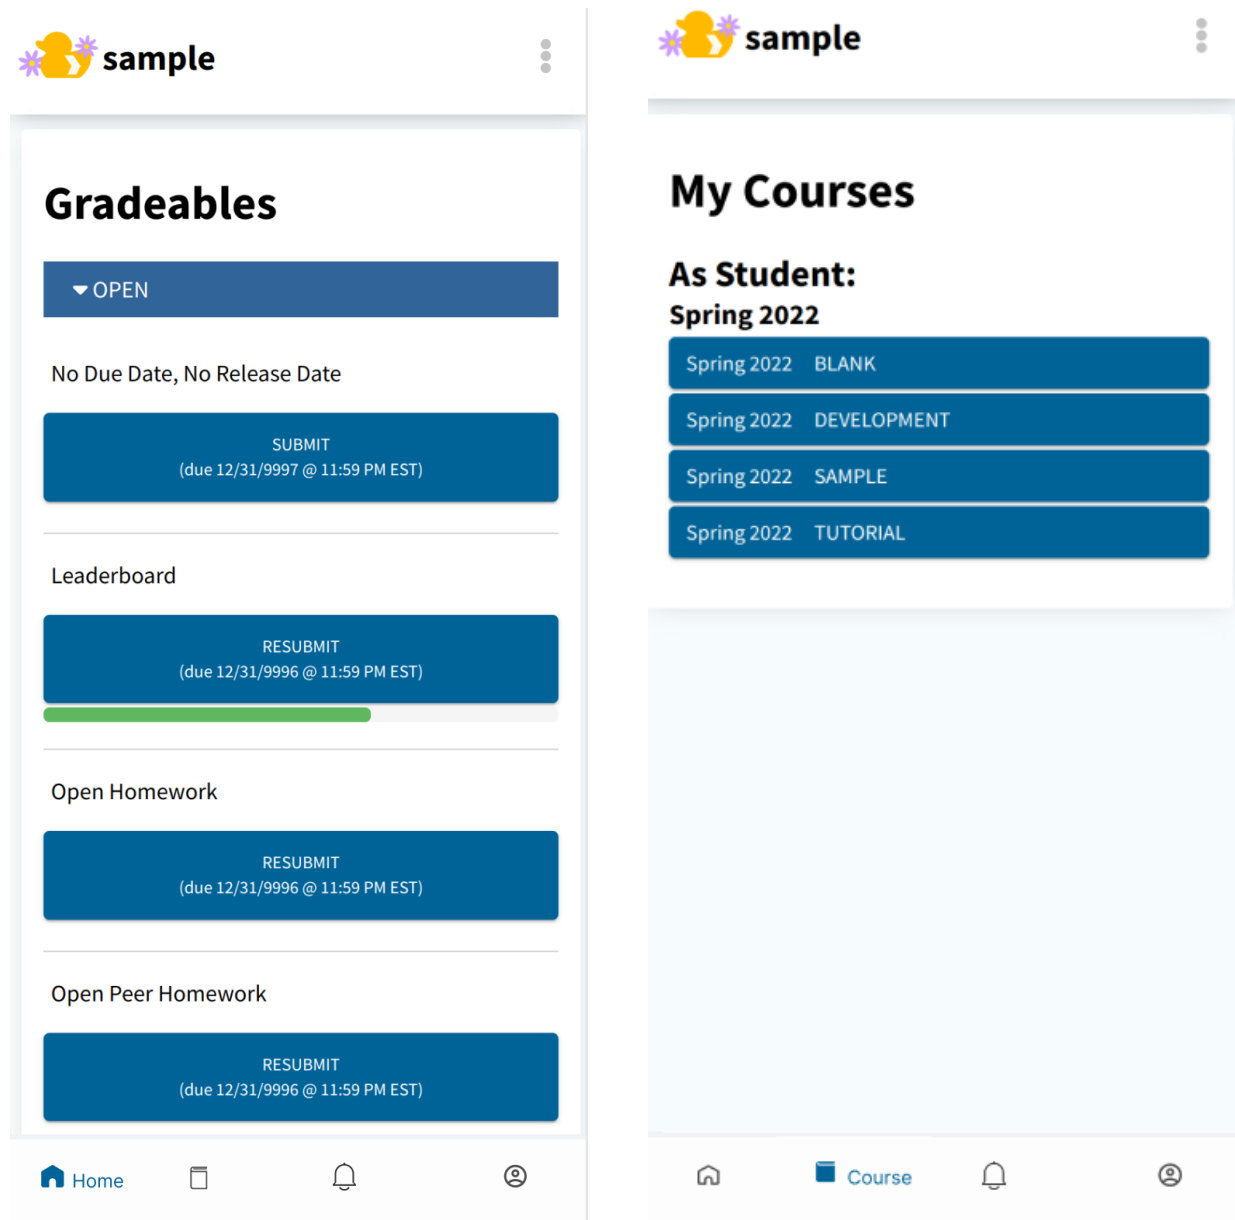 sample
Gradeables
OPEN
No Due Date, No Release Date
SUBMIT
(due 12/31/9997 @ 11:59 PM EST)
Leaderboard
RESUBMIT
(due 12/31/9996 @ 11:59 PM EST)
Open Homework
RESUBMIT
(due 12/31/9996 @ 11:59 PM EST)
Open Peer Homework
RESUBMIT
(due 12/31/9996 @ 11:59 PM EST)
Home
sample
My Courses
As Student:
Spring 2022
Spring 2022 BLANK
Spring 2022 DEVELOPMENT
Spring 2022 SAMPLE
Spring 2022 TUTORIAL
Course